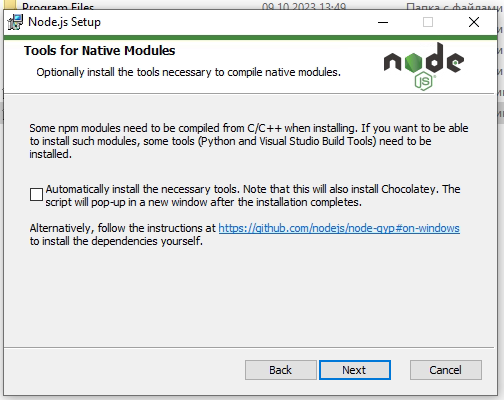 Program Files
09.10.2023 13:49
Папка с файлами
Node.js Setup
Tools for Native Modules
Optionally install the tools necessary to compile native modules.
node
JS
Some npm modules need to be compiled from C/C++ when installing. If you want to be able
to install such modules, some tools (Python and Visual Studio Build Tools) need to be
installed.
Automatically install the necessary tools. Note that this will also install Chocolatey. The
script will pop-up in a new window after the installation completes.
Alternatively, follow the instructions at https://github.com/nodejs/node-gyp#on-windows
to install the dependencies yourself.
Back
Next
Cancel